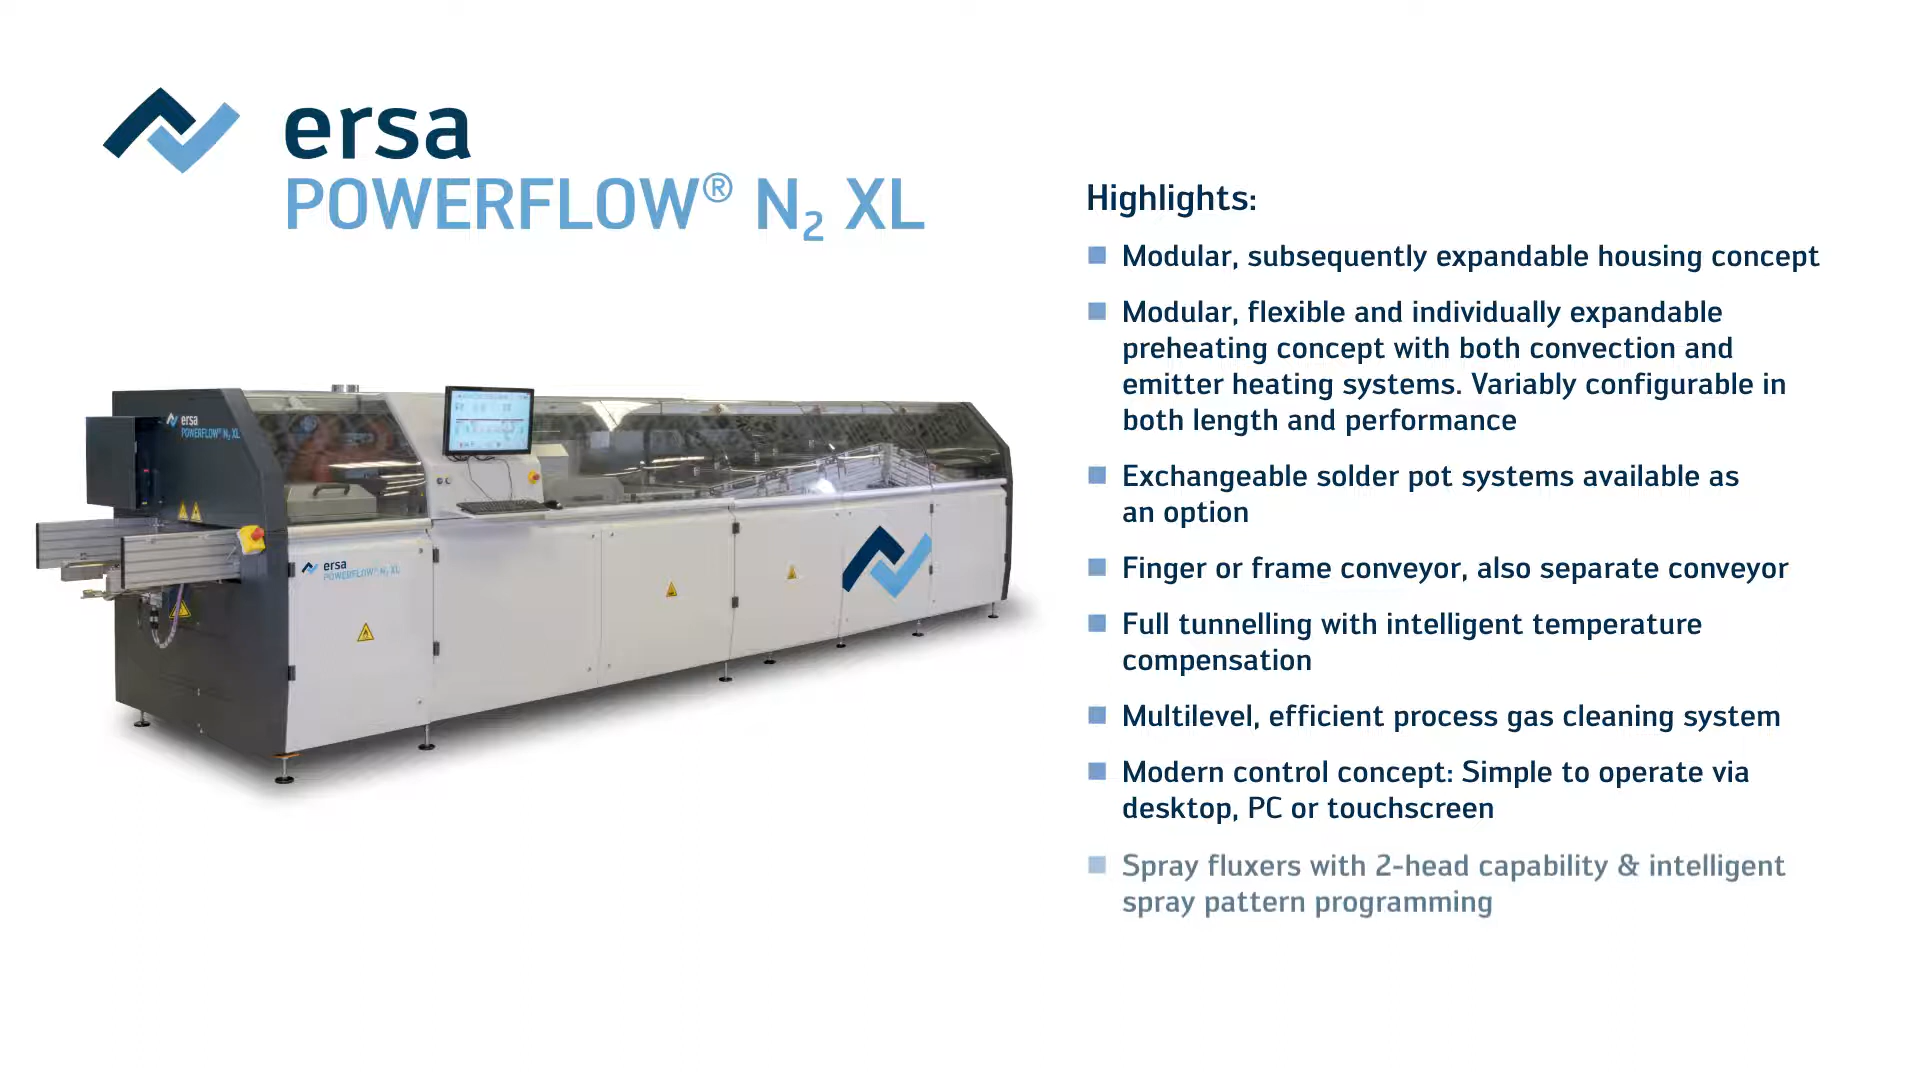 ersa
POWERFLOW® N₂ XL
Highlights:
Modular, subsequently expandable housing concept
Modular, flexible and individually expandable
preheating concept with both convection and
emitter heating systems. Variably configurable in
both length and performance
Exchangeable solder pot systems available as
an option
Finger or frame conveyor, also separate conveyor
Full tunnelling with intelligent temperature
compensation
Multilevel, efficient process gas cleaning system
Modern control concept: Simple to operate via
desktop, PC or touchscreen
Spray fluxers with 2-head capability & intelligent
spray pattern programming
ersa
POWERFLOW® N₂ XL
ersa
POWERFLOW® N₂ XL